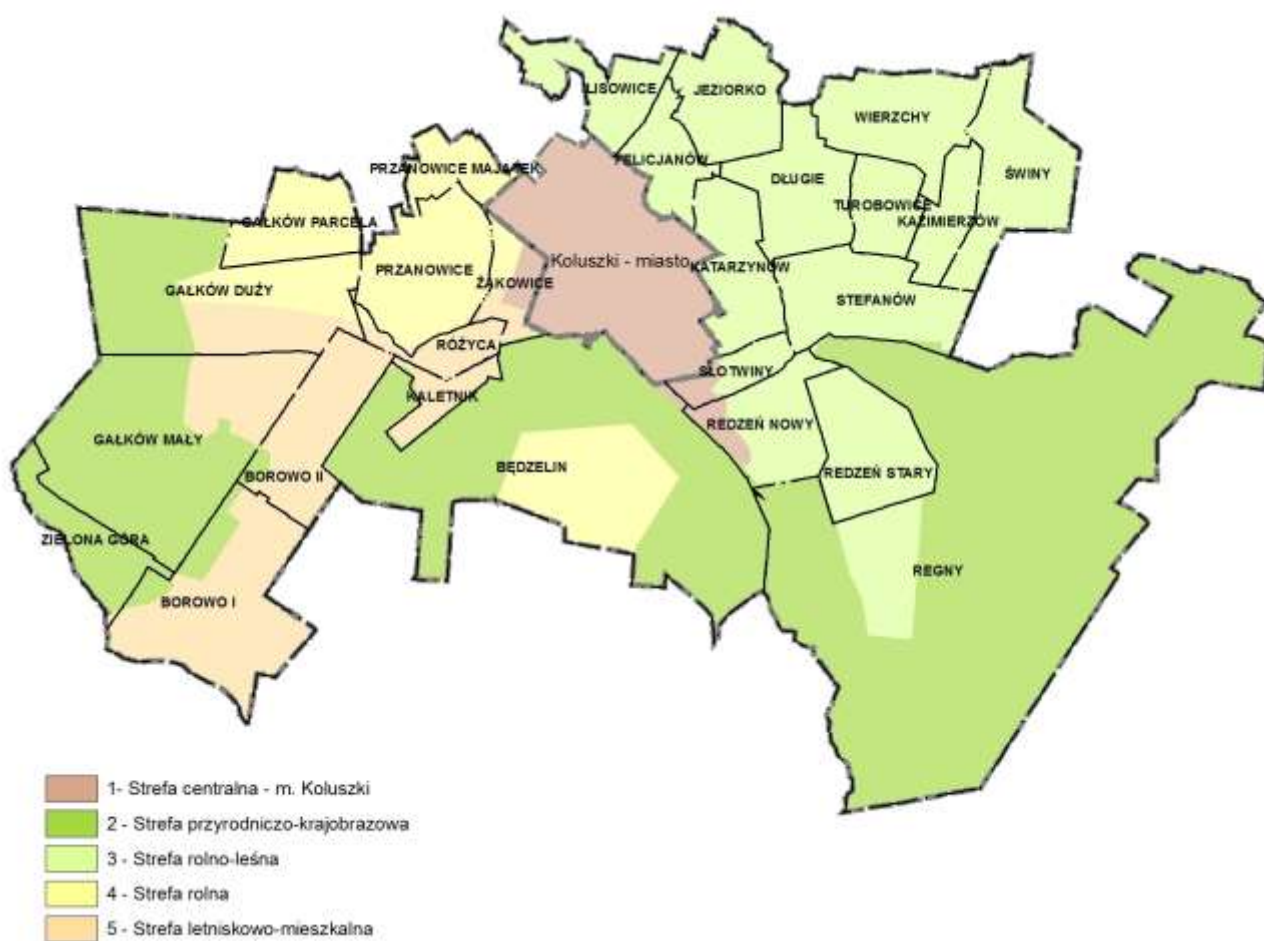 LISOWICE
JEZIORKO
WIERZCHY
PRZANOWICE MAJĄTEK
FELICJANÓW
DŁUGIE
ŚWINY
GAŁKÓW PARCELA
TUROBOWICE
KAZIMIERZÓW
PRZANOWICE
ŻAKOWICE
Koluszki - miasto
KATARZYNÓW
GAŁKÓW DUŻY
STEFANÓW
RÓŻYCA
SŁOTWINY
KALETNIK
REDZEŃ NOWY
GAŁKÓW MAŁY
BĘDZELIN
BOROWO II
REDZEŃ STARY
ZIELONA GÓRA
REGNY
BOROWO I
1- Strefa centralna - m. Koluszki
2 - Strefa przyrodniczo-krajobrazowa
3 - Strefa rolno-leśna
4 - Strefa rolna
5 - Strefa letniskowo-mieszkalna